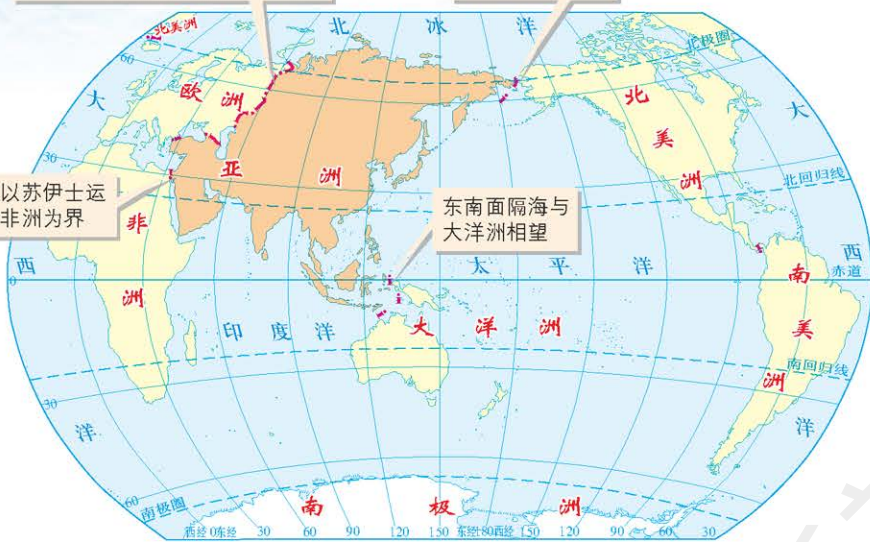 北美洲
北冰洋
北极圈
60
大
欧洲
北美洲
大
30
亚洲
北回归线
以苏伊士运
非洲为界
东南面隔海与
大洋洲相望
非洲
西
太平洋
西
0
赤道
南美洲
印度洋
大洋洲
南回归线
30
洋
洋
60
南极圈
南极洲
西经 0 东经 30 60 90 120 150 东经180西经 150 120 90 60 30